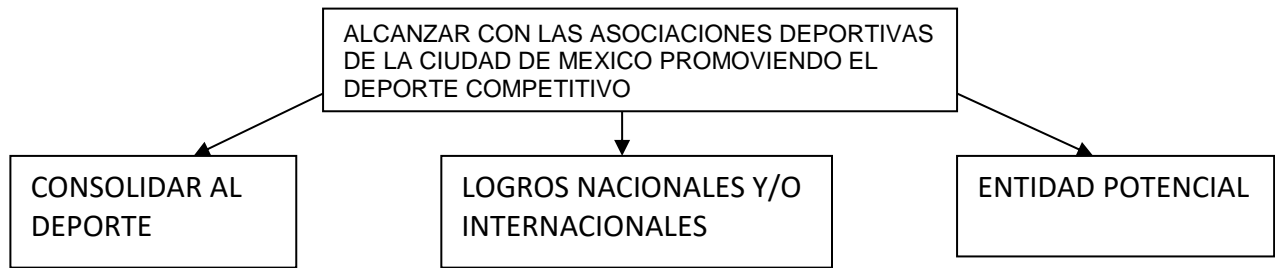 ALCANZAR CON LAS ASOCIACIONES DEPORTIVAS
DE LA CIUDAD DE MEXICO PROMOVIENDO EL
DEPORTE COMPETITIVO
CONSOLIDAR AL
DEPORTE
LOGROS NACIONALES Y/O
INTERNACIONALES
ENTIDAD POTENCIAL